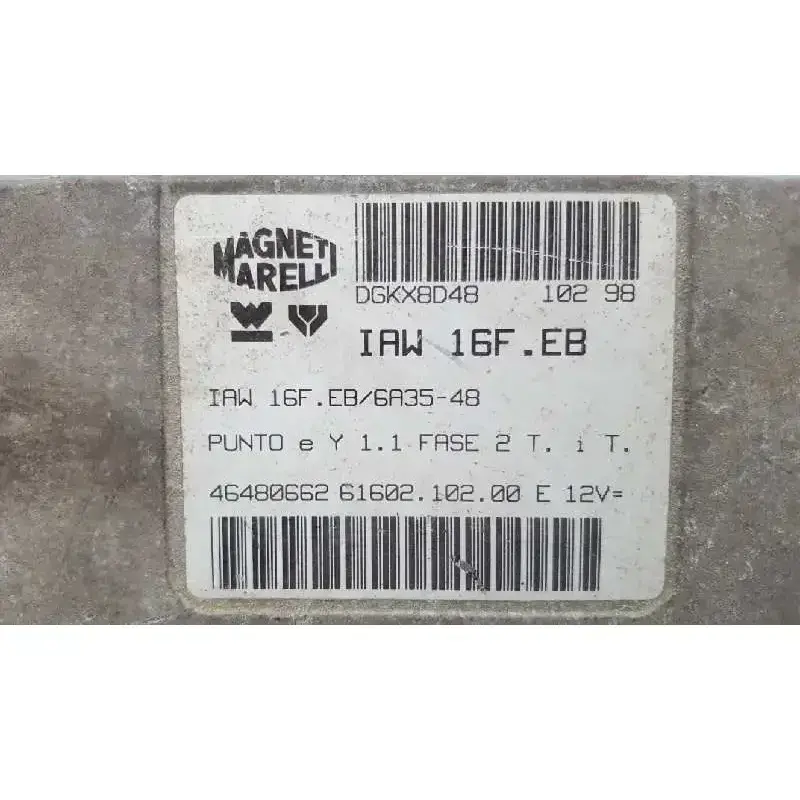 MAGNETI
MARELLI
DGKX8D48 102 98
IAW 16F.EB
IAW 16F.EB/6A35-48
PUNTO e Y 1.1 FASE 2 T. i T.
46480662 61602.102.00 E 12V=